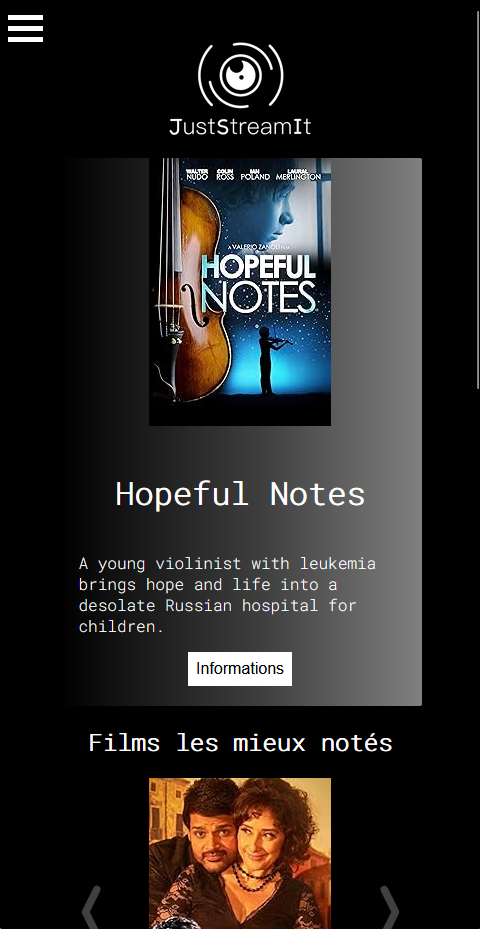 JustStreamIt
WALTER NUDO
COLIN ROSS
IAN POLAND
LAURAL MERLINGTON
A VALERIO ZANOLI FILM
HOPEFUL
NOTES
Hopeful Notes
A young violinist with leukemia
brings hope and life into a
desolate Russian hospital for
children.
Informations
Films les mieux notés